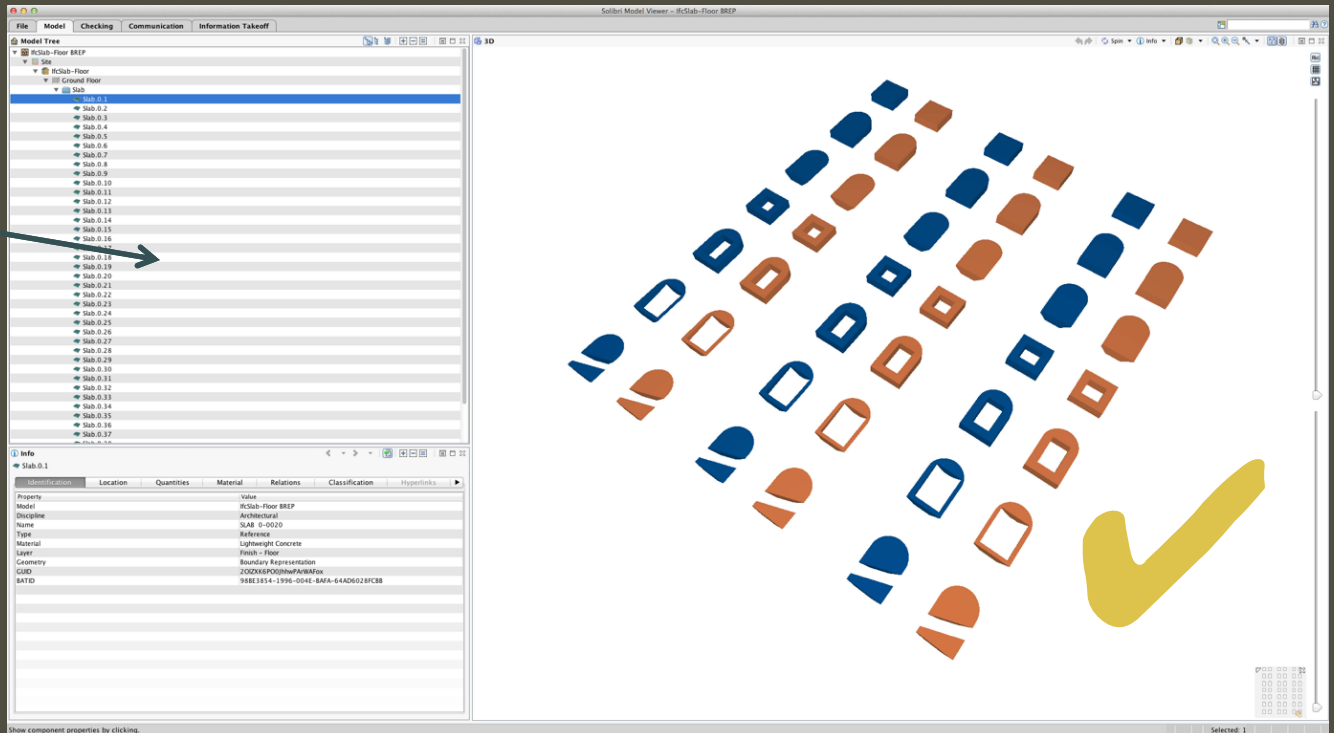 Solibri Model Viewer - IfcSlab-Floor BREP
File Model Checking Communication Information Takeoff
Model Tree
3D
Spin Info
IfcSlab-Floor BREP
Site
IfcSlab-Floor
Ground Floor
Slab
Slab.0.1
Slab.0.2
Slab.0.3
Slab.0.4
Slab.0.5
Slab.0.6
Slab.0.7
Slab.0.8
Slab.0.9
Slab.0.10
Slab.0.11
Slab.0.12
Slab.0.13
Slab.0.14
Slab.0.15
Slab.0.16
Slab.0.18
Slab.0.19
Slab.0.20
Slab.0.21
Slab.0.22
Slab.0.23
Slab.0.24
Slab.0.25
Slab.0.26
Slab.0.27
Slab.0.28
Slab.0.29
Slab.0.30
Slab.0.31
Slab.0.32
Slab.0.33
Slab.0.34
Slab.0.35
Slab.0.36
Slab.0.37
Info
Slab.0.1
Identification Location Quantities Material Relations Classification Hyperlinks
Property Value
Model IfcSlab-Floor BREP
Discipline Architectural
Name SLAB 0-0020
Type Reference
Material Lightweight Concrete
Layer Finish - Floor
Geometry Boundary Representation
GUID
BATID 98BE3854-1996-004E-BAFA-64AD6028FCBB
Show component properties by clicking.
Selected: 1